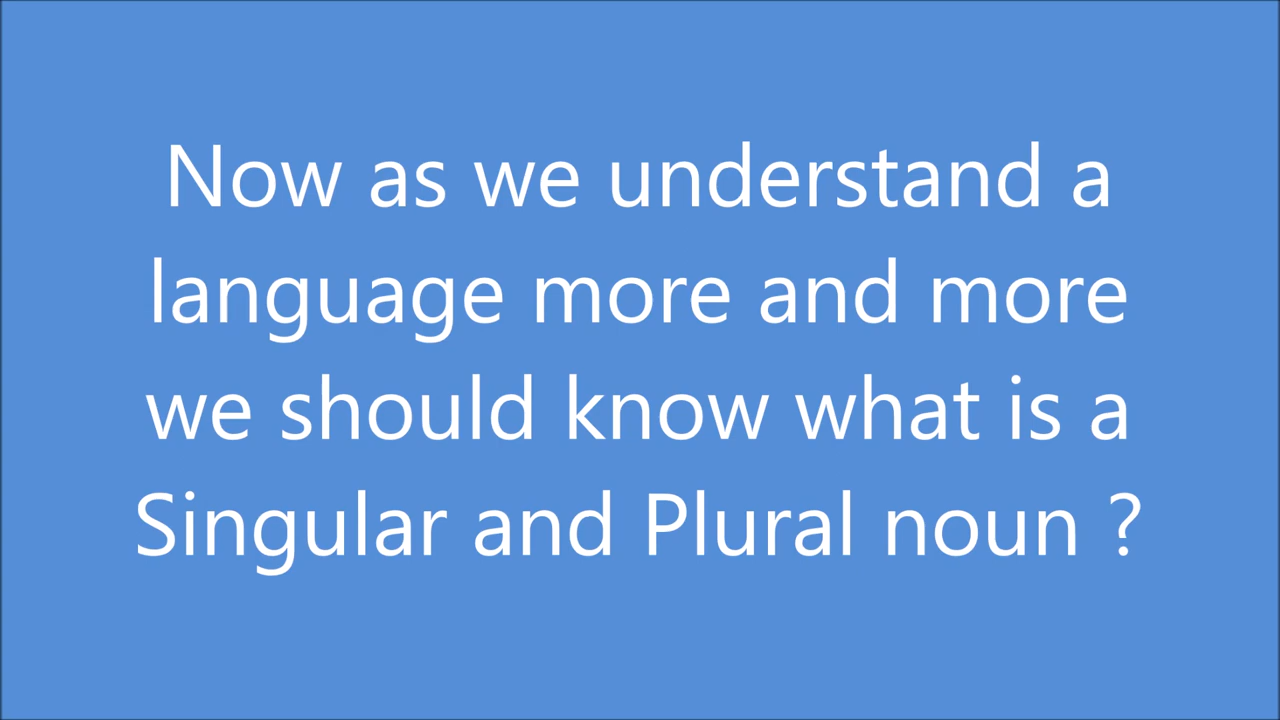 Now as we understand a
language more and more
we should know what is a
Singular and Plural noun ?